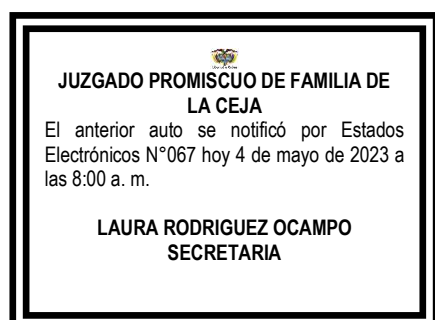 JUZGADO PROMISCUO DE FAMILIA DE
LA CEJA
El anterior auto se notificó por Estados
Electrónicos N°067 hoy 4 de mayo de 2023 a
las 8:00 a. m.
LAURA RODRIGUEZ OCAMPO
SECRETARIA